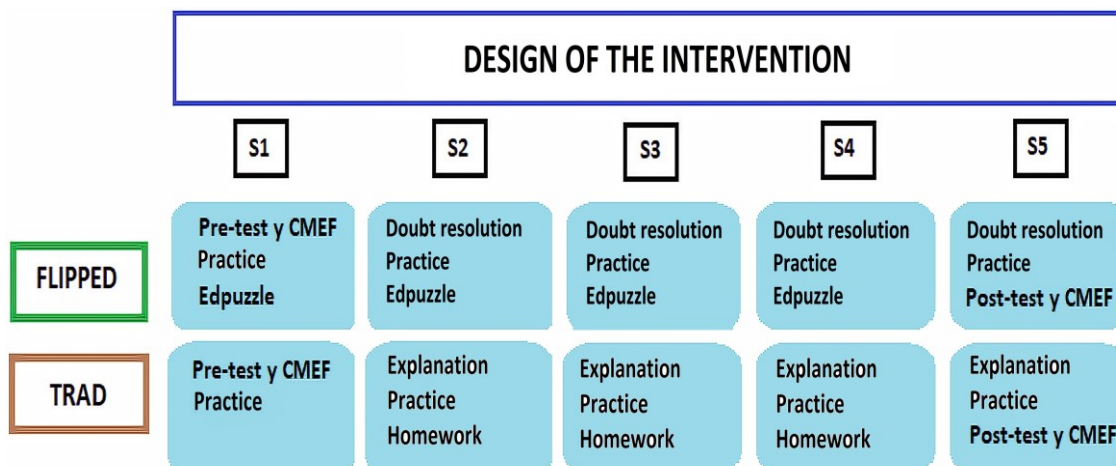 DESIGN OF THE INTERVENTION
S1
S2
S3
S4
S5
FLIPPED
Pre-test y CMEF
Practice
Edpuzzle
Doubt resolution
Practice
Edpuzzle
Doubt resolution
Practice
Edpuzzle
Doubt resolution
Practice
Edpuzzle
Doubt resolution
Practice
Post-test y CMEF
TRAD
Pre-test y CMEF
Practice
Explanation
Practice
Homework
Explanation
Practice
Homework
Explanation
Practice
Homework
Explanation
Practice
Post-test y CMEF